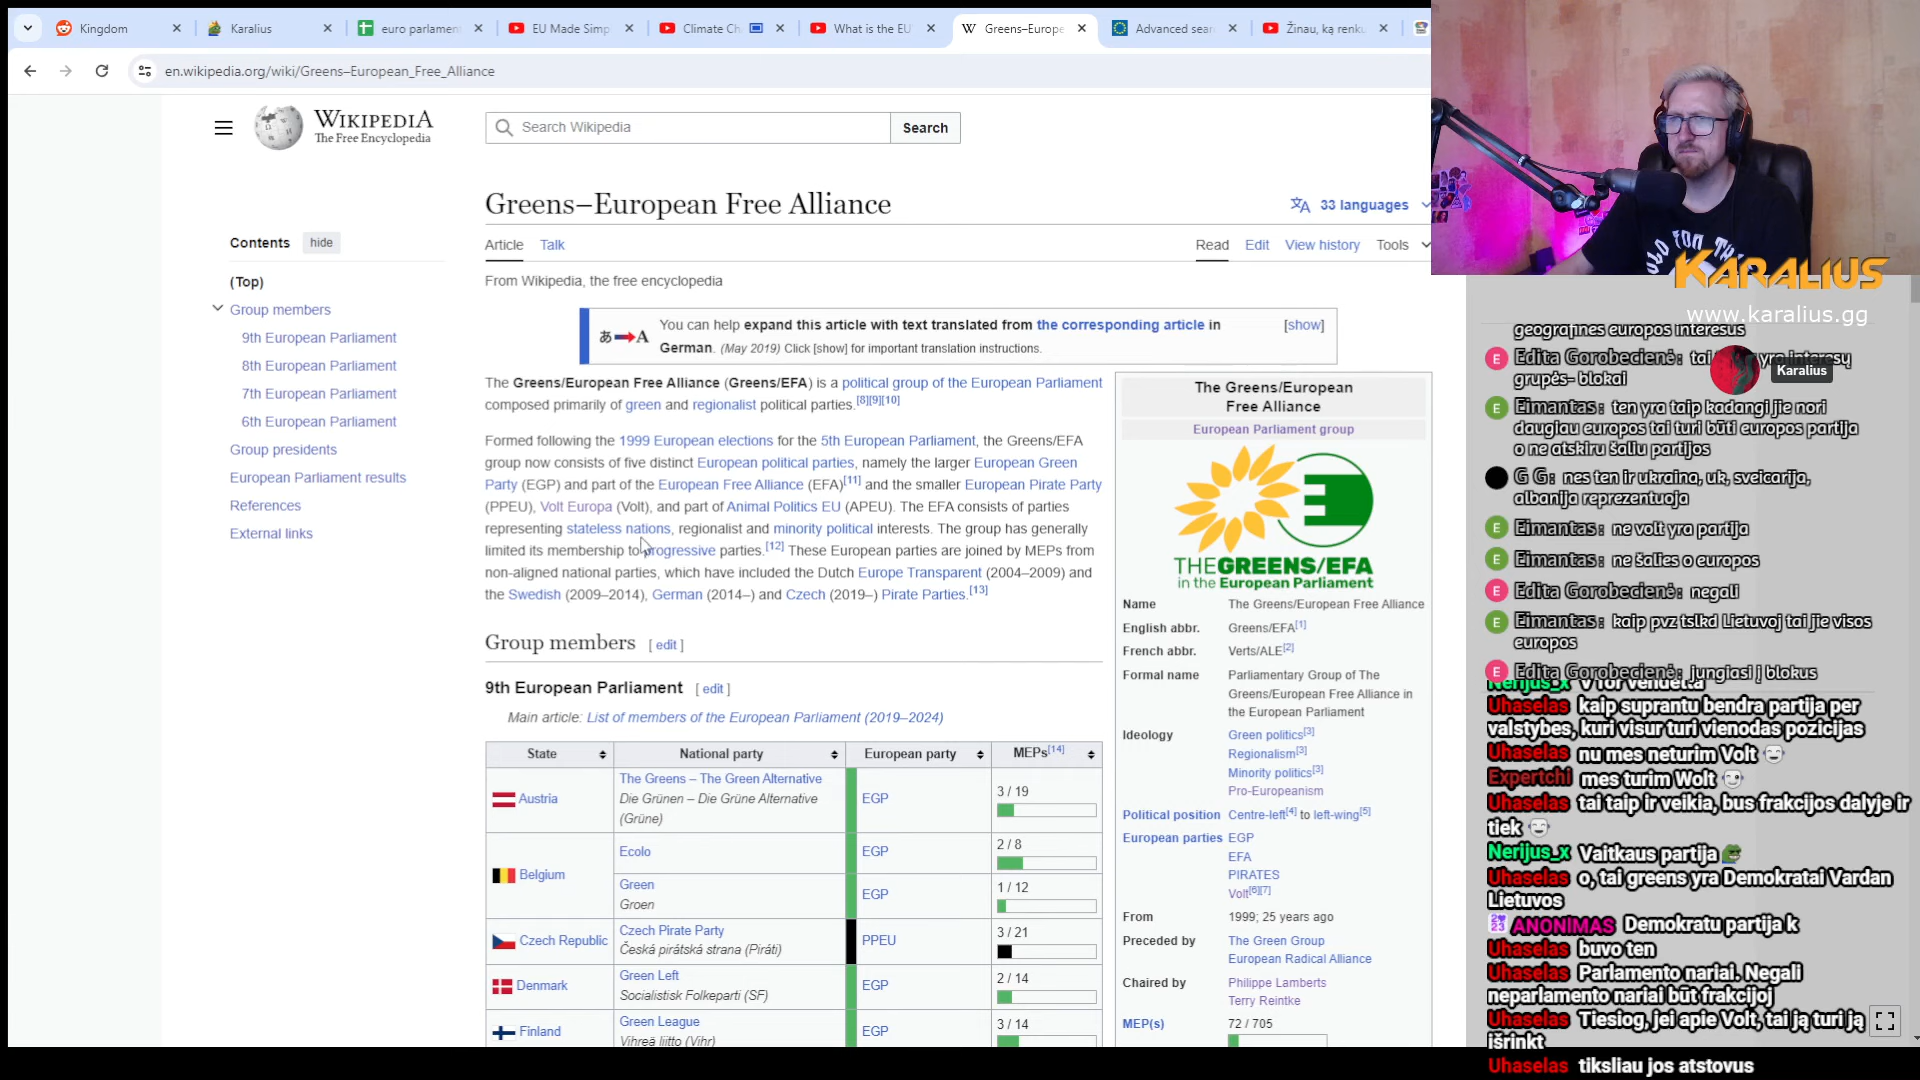 Kingdom
Karalius
euro parlament
EU Made Simp
Climate Ch
What is the EU
Greens–Europe
Advanced sear
Žinau, ką renku
en.wikipedia.org/wiki/Greens–European_Free_Alliance
WIKIPEDIA
The Free Encyclopedia
Search Wikipedia
Search
Greens–European Free Alliance
33 languages
Article
Talk
Read
Edit
View history
Tools
From Wikipedia, the free encyclopedia
Contents
hide
(Top)
Group members
9th European Parliament
8th European Parliament
7th European Parliament
6th European Parliament
Group presidents
European Parliament results
References
External links
You can help expand this article with text translated from the corresponding article in
[show]
German. (May 2019) Click [show] for important translation instructions.
The Greens/European Free Alliance (Greens/EFA) is a political group of the European Parliament
composed primarily of green and regionalist political parties.[8][9][10]
Formed following the 1999 European elections for the 5th European Parliament, the Greens/EFA
group now consists of five distinct European political parties, namely the larger European Green
Party (EGP) and part of the European Free Alliance (EFA)[11] and the smaller European Pirate Party
(PPEU), Volt Europa (Volt), and part of Animal Politics EU (APEU). The EFA consists of parties
representing stateless nations, regionalist and minority political interests. The group has generally
limited its membership to progressive parties.[12] These European parties are joined by MEPs from
non-aligned national parties, which have included the Dutch Europe Transparent (2004–2009) and
the Swedish (2009–2014), German (2014–) and Czech (2019–) Pirate Parties.[13]
Group members [ edit ]
9th European Parliament [ edit ]
Main article: List of members of the European Parliament (2019–2024)
State
National party
European party
MEPs[14]
Austria
The Greens – The Green Alternative
Die Grünen – Die Grüne Alternative
(Grüne)
EGP
3 / 19
Belgium
Ecolo
EGP
2 / 8
Green
Groen
EGP
1 / 12
Czech Republic
Czech Pirate Party
Česká pirátská strana (Piráti)
PPEU
3 / 21
Denmark
Green Left
Socialistisk Folkeparti (SF)
EGP
2 / 14
Finland
Green League
Vihreä liitto (Vihr)
EGP
3 / 14
The Greens/European
Free Alliance
European Parliament group
THEGREENS/EFA
in the European Parliament
Name
The Greens/European Free Alliance
English abbr.
Greens/EFA[1]
French abbr.
Verts/ALE[2]
Formal name
Parliamentary Group of The
Greens/European Free Alliance in
the European Parliament
Ideology
Green politics[3]
Regionalism[3]
Minority politics[3]
Pro-Europeanism
Political position
Centre-left[4] to left-wing[5]
European parties
EGP
EFA
PIRATES
Volt[6][7]
From
1999; 25 years ago
Preceded by
The Green Group
European Radical Alliance
Chaired by
Philippe Lamberts
Terry Reintke
MEP(s)
72 / 705
KARALIUS
www.karalius.gg
Karalius
geografines europos interesus
Edita Gorobecienė: tai yra interesų
grupės- blokai
Eimantas: ten yra taip kadangi jie nori
daugiau europos tai turi būti europos partija
o ne atskiru šaliu partijos
G G: nes ten ir ukraina, uk, sveicarija,
albanija reprezentuoja
Eimantas: ne volt yra partija
Eimantas: ne šalies o europos
Edita Gorobecienė: negali
Eimantas: kaip pvz tslkd Lietuvoj tai jie visos
europos
Edita Gorobecienė: jungiasi į blokus
Nerijus_x V for vendetta
Uhaselas kaip suprantu bendra partija per
valstybes, kuri visur turi vienodas pozicijas
Uhaselas nu mes neturim Volt
Expertchi mes turim Wolt
Uhaselas tai taip ir veikia, bus frakcijos dalyje ir
tiek
Nerijus_x Vaitkaus partija
Uhaselas o, tai greens yra Demokratai Vardan
Lietuvos
ANONIMAS Demokratu partija k
Uhaselas buvo ten
Uhaselas Parlamento nariai. Negali
neparlamento nariai būt frakcijoj
Uhaselas Tiesiog, jei apie Volt, tai ją turi ją
išrinkt
Uhaselas tiksliau jos atstovus